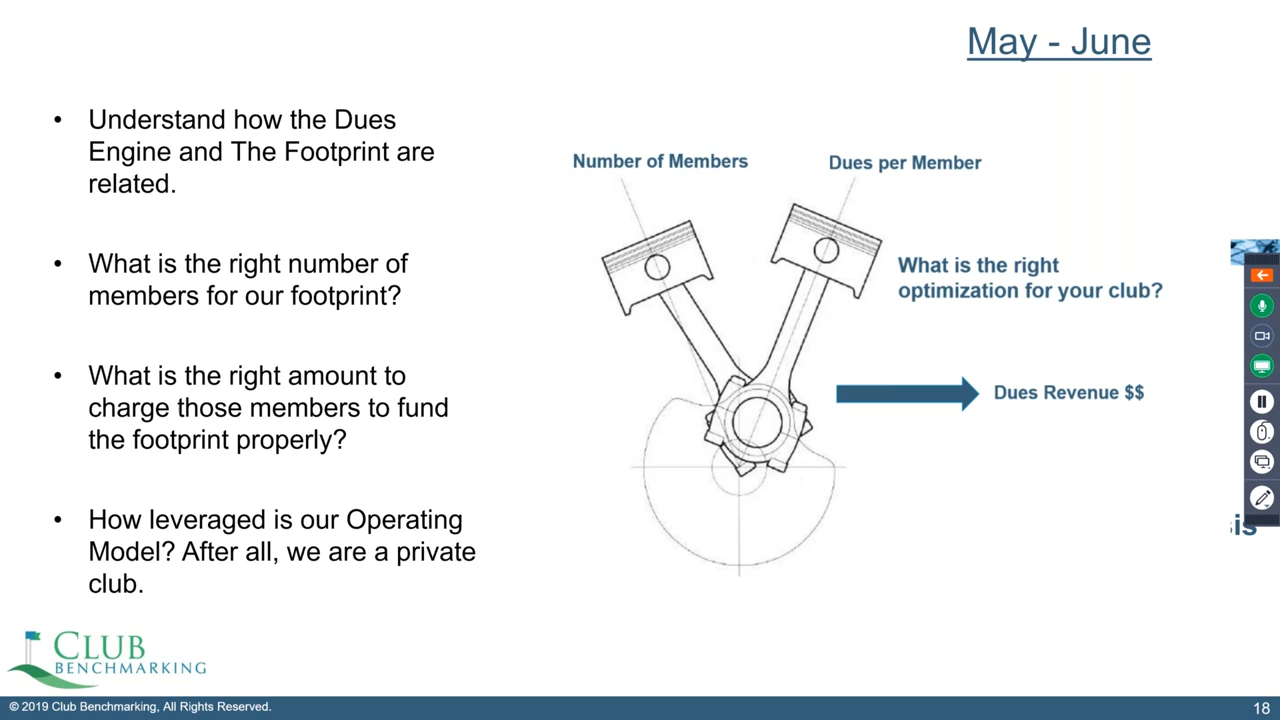 May - June
• Understand how the Dues
Engine and The Footprint are
related.
• What is the right number of
members for our footprint?
• What is the right amount to
charge those members to fund
the footprint properly?
• How leveraged is our Operating
Model? After all, we are a private
club.
Number of Members
Dues per Member
What is the right
optimization for your club?
Dues Revenue $$
CLUB
BENCHMARKING
© 2019 Club Benchmarking, All Rights Reserved.
18